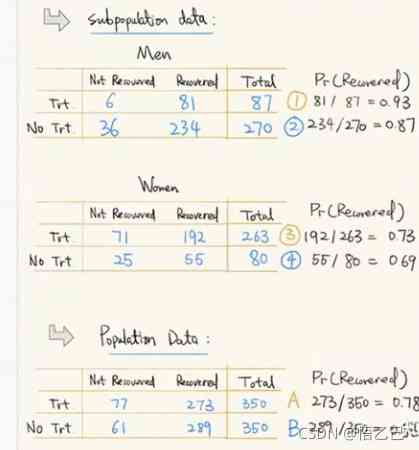 Subpopulation data:
Men
Not Recovered Recovered Total Pr(Recovered)
Trt 6 81 87 ① 81/87 = 0.93
No Trt 36 234 270 ② 234/270 = 0.87
Women
Not Recovered Recovered Total Pr(Recovered)
Trt 71 192 263 ③ 192/263 = 0.73
No Trt 25 55 80 ④ 55/80 = 0.69
Population Data:
Not Recovered Recovered Total Pr(Recovered)
Trt 77 273 350 A 273/350 = 0.78
No Trt 61 289 350 B 289/350 =